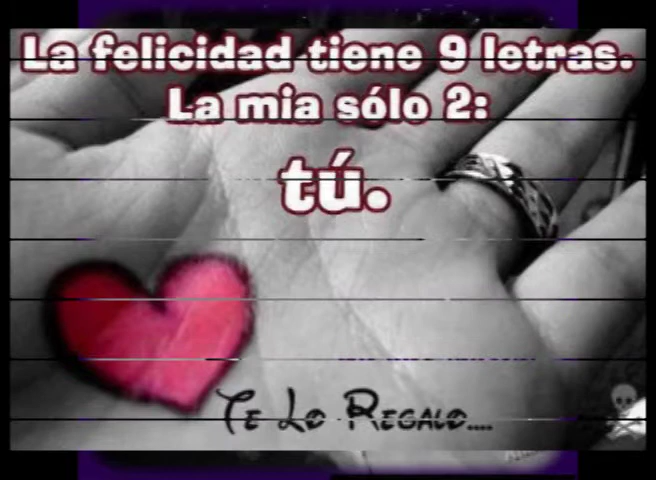 La felicidad tiene 9 letras.
La mia sólo 2:
tú.
Te Lo Regalo....